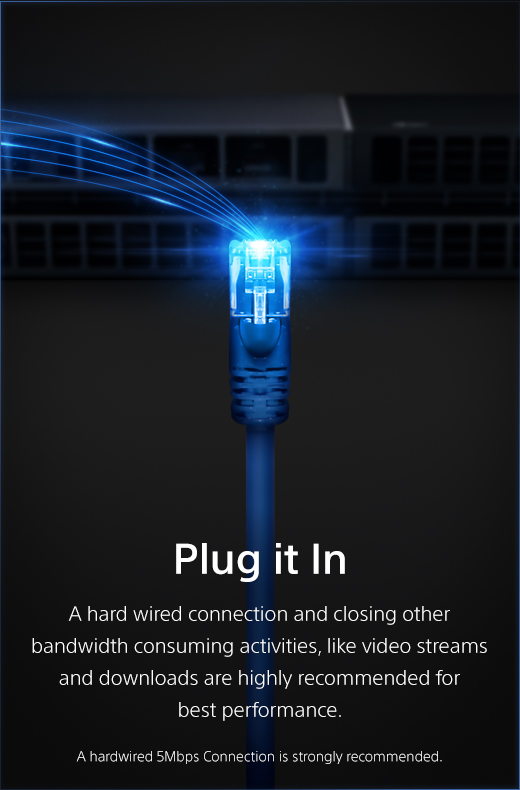 Plug it In
A hard wired connection and closing other
bandwidth consuming activities, like video streams
and downloads are highly recommended for
best performance.
A hardwired 5Mbps Connection is strongly recommended.